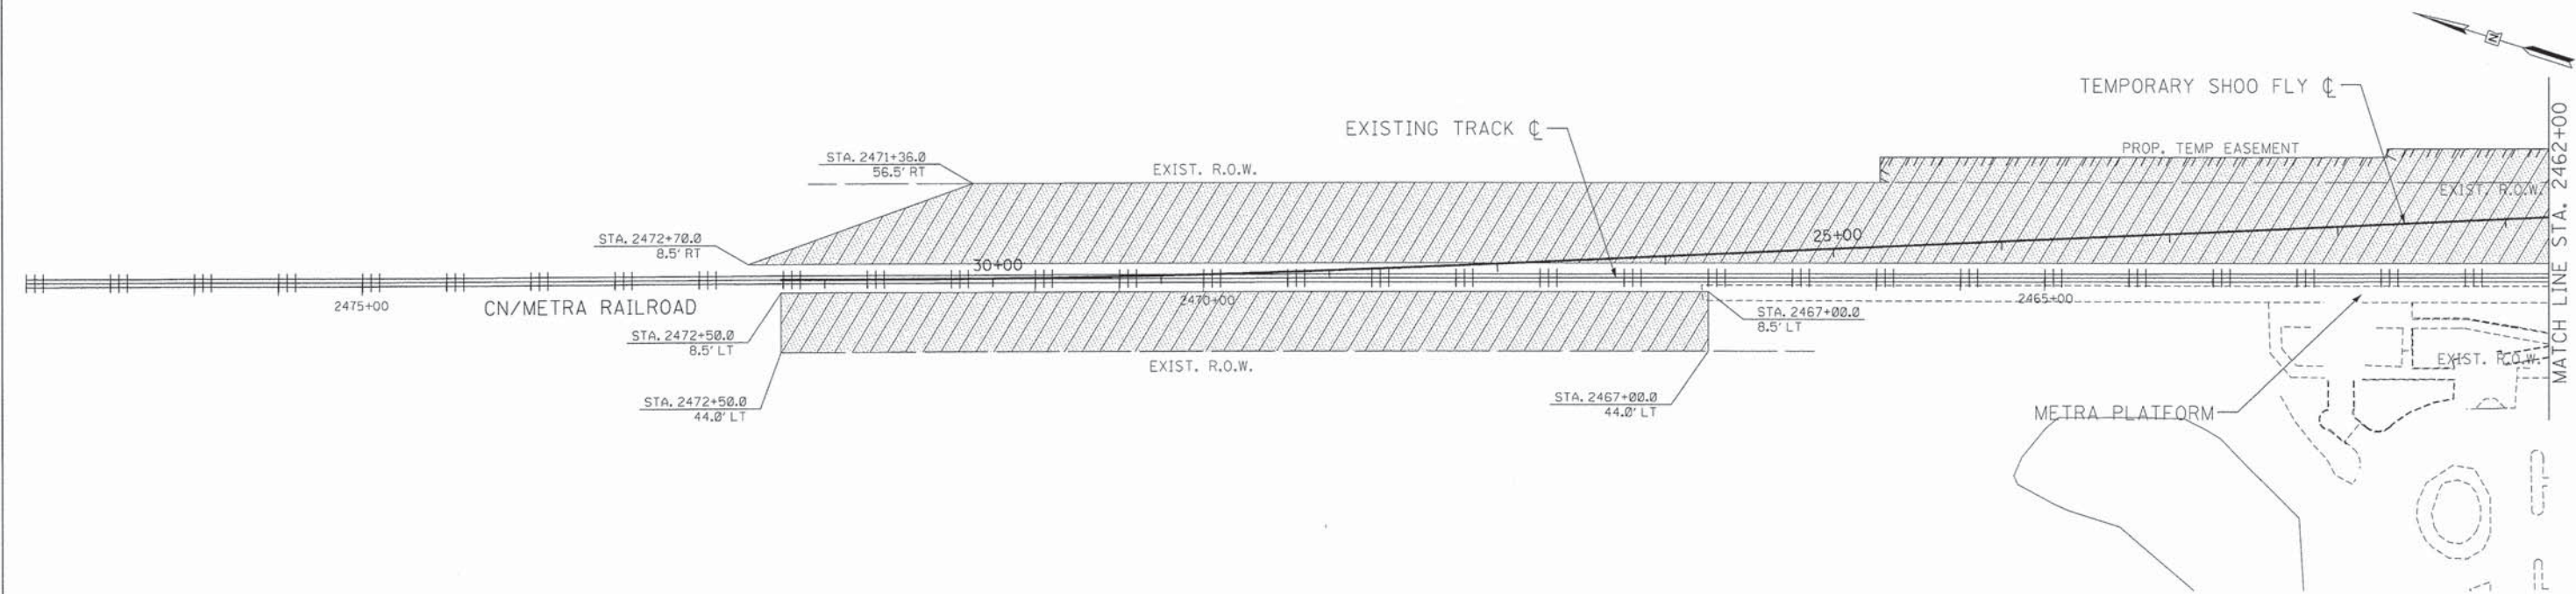 N
TEMPORARY SHOO FLY ℄
EXISTING TRACK ℄
PROP. TEMP EASEMENT
STA. 2471+36.0
56.5' RT
EXIST. R.O.W.
EXIST. R.O.W.
MATCH LINE STA. 2462+00
STA. 2472+70.0
8.5' RT
25+00
30+00
2475+00
CN/METRA RAILROAD
2470+00
2465+00
STA. 2467+00.0
8.5' LT
STA. 2472+50.0
8.5' LT
EXIST. R.O.W.
EXIST. R.O.W.
STA. 2472+50.0
44.0' LT
STA. 2467+00.0
44.0' LT
METRA PLATFORM